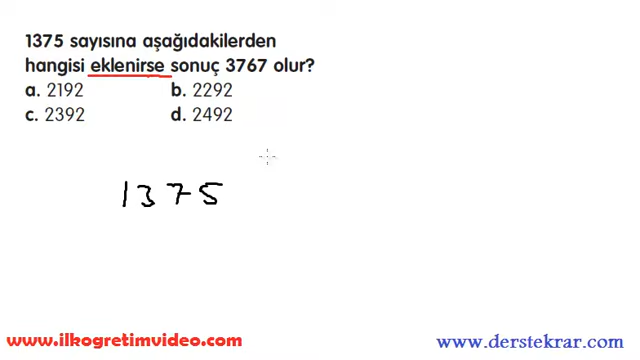 1375 sayısına aşağıdakilerden
hangisi eklenirse sonuç 3767 olur?
a. 2192 b. 2292
c. 2392 d. 2492
1375
www.ilkogretimvideo.com www.derstekrar.com